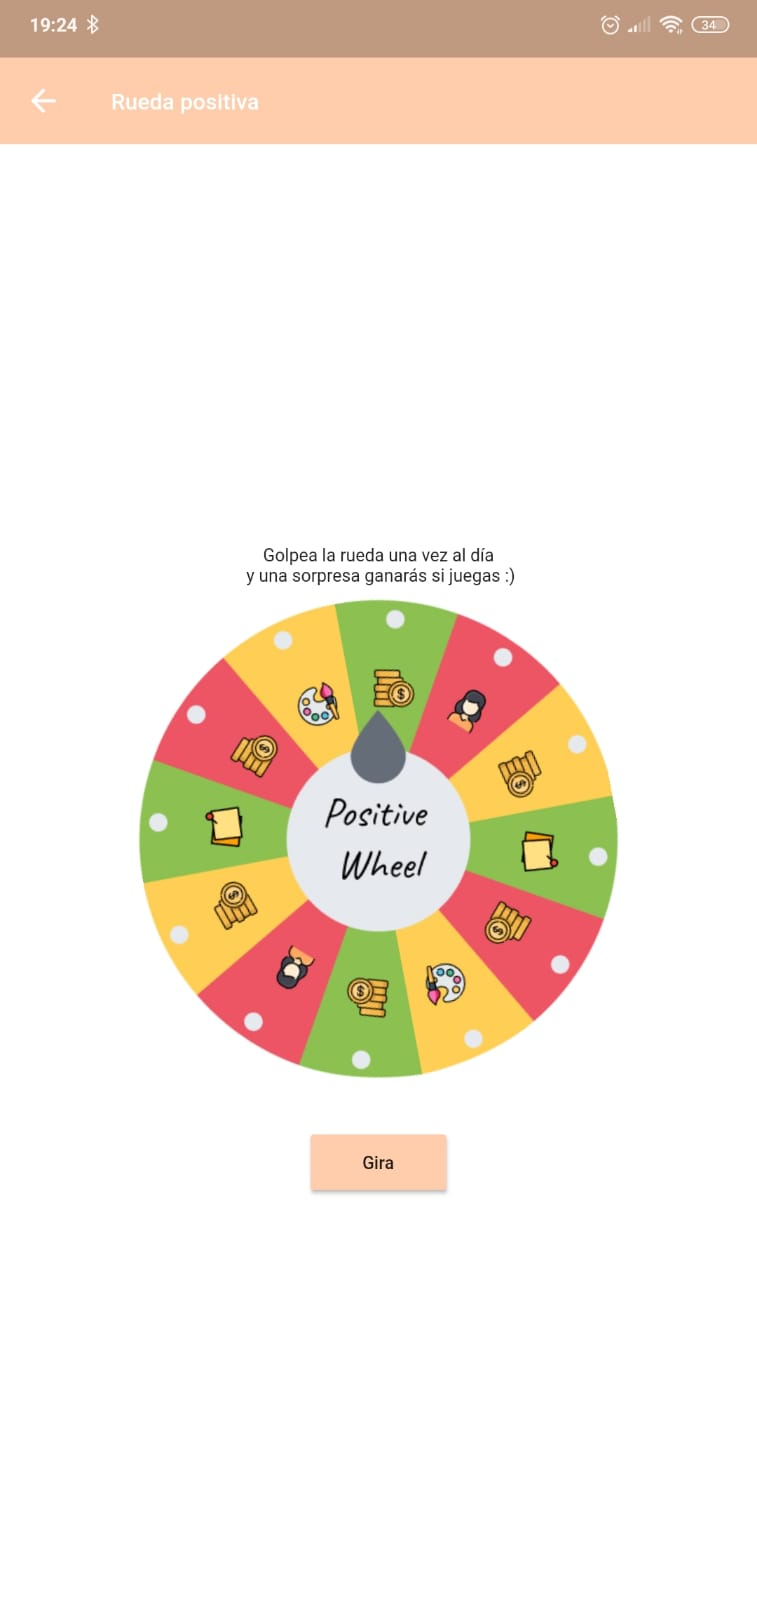 19:24
34
Rueda positiva
Golpea la rueda una vez al día
y una sorpresa ganarás si juegas :)
Positive
Wheel
Gira